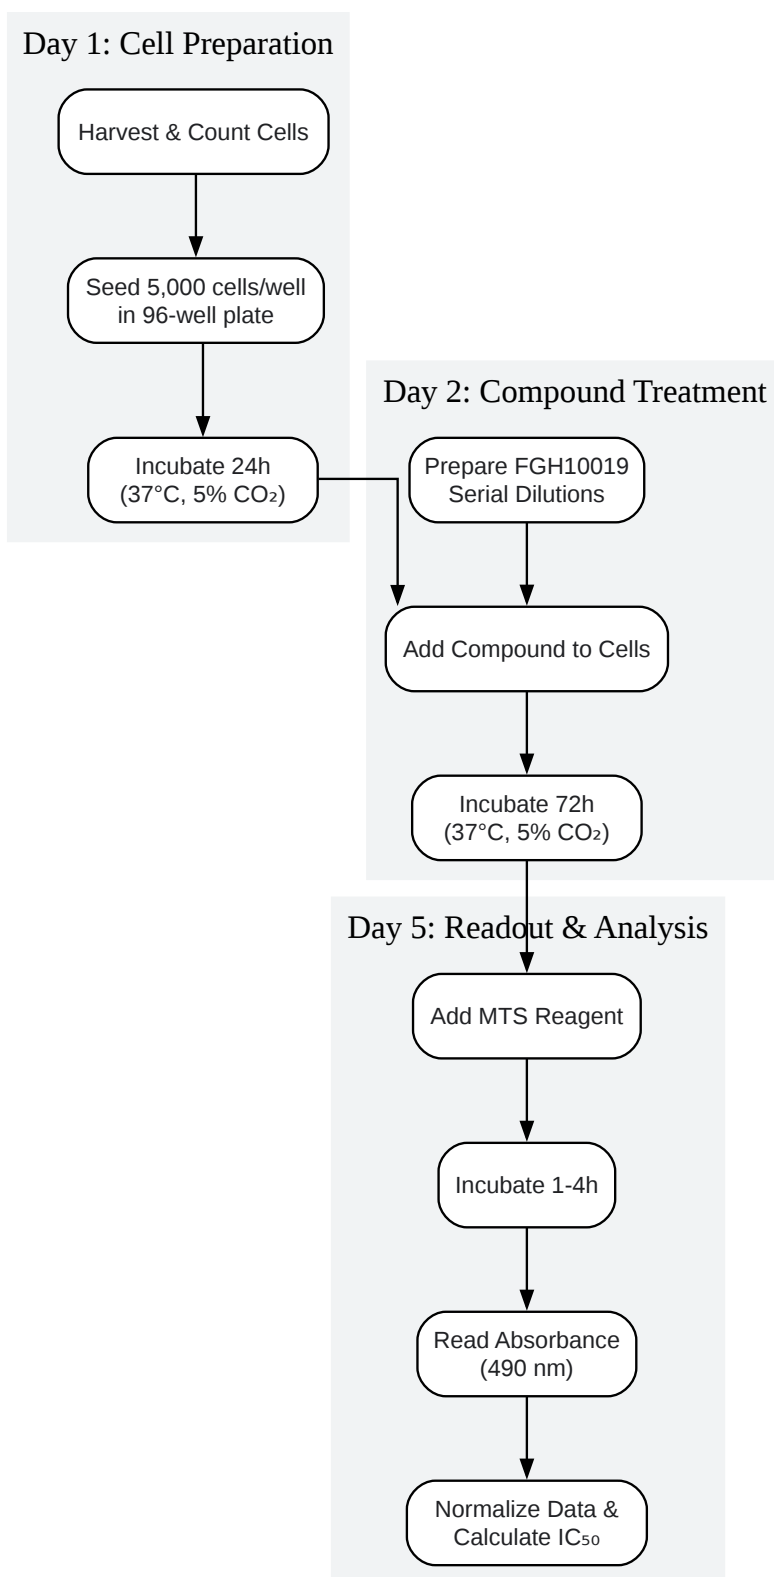 Day 1: Cell Preparation
Harvest & Count Cells
Seed 5,000 cells/well
in 96-well plate
Incubate 24h
(37°C, 5% CO₂)
Day 2: Compound Treatment
Prepare FGH10019
Serial Dilutions
Add Compound to Cells
Incubate 72h
(37°C, 5% CO₂)
Day 5: Readout & Analysis
Add MTS Reagent
Incubate 1-4h
Read Absorbance
(490 nm)
Normalize Data &
Calculate IC₅₀